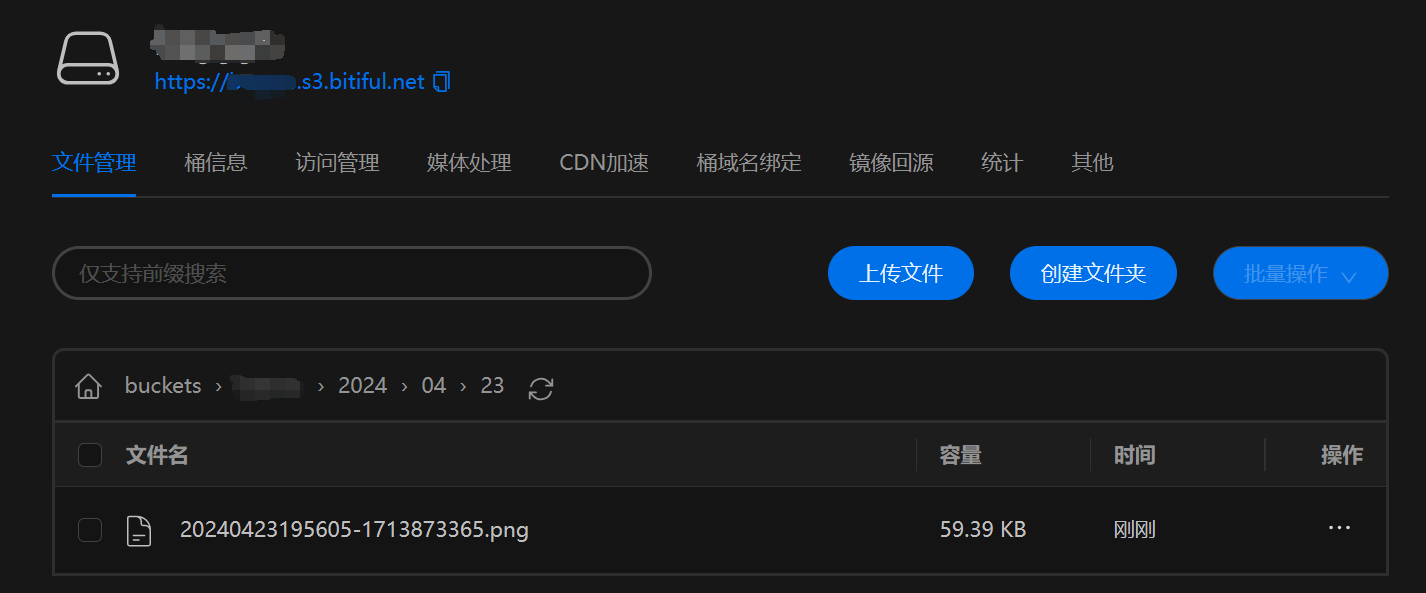 https:// .s3.bitiful.net
文件管理 桶信息 访问管理 媒体处理 CDN加速 桶域名绑定 镜像回源 统计 其他
仅支持前缀搜索 上传文件 创建文件夹 批量操作
buckets › › 2024 › 04 › 23
文件名 容量 时间 操作
20240423195605-1713873365.png 59.39 KB 刚刚 ···